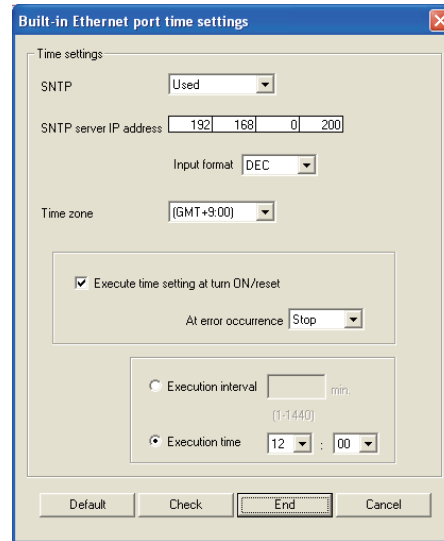 Built-in Ethernet port time settings
Time settings
SNTP Used
SNTP server IP address 192 168 0 200
Input format DEC
Time zone (GMT+9:00)
Execute time setting at turn ON/reset
At error occurrence Stop
Execution interval min.
(1-1440)
Execution time 12 : 00
Default Check End Cancel